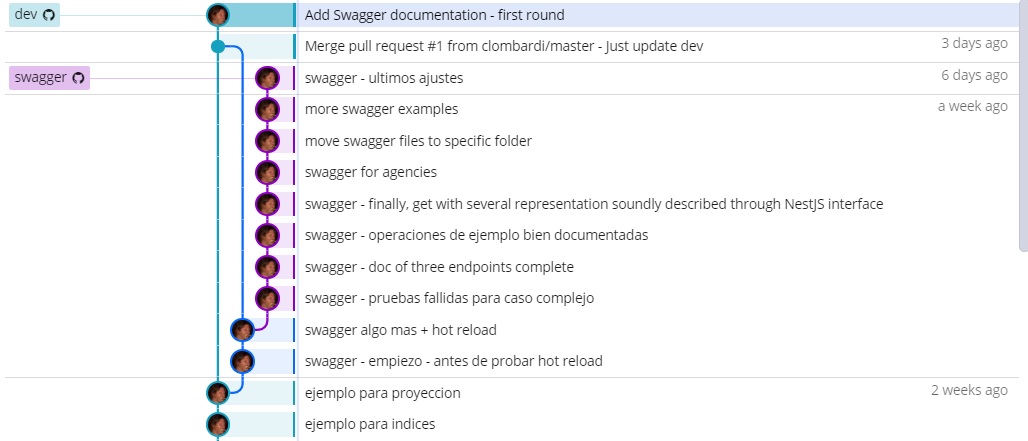 dev Add Swagger documentation - first round
Merge pull request #1 from clombardi/master - Just update dev 3 days ago
swagger swagger - ultimos ajustes 6 days ago
more swagger examples a week ago
move swagger files to specific folder
swagger for agencies
swagger - finally, get with several representation soundly described through NestJS interface
swagger - operaciones de ejemplo bien documentadas
swagger - doc of three endpoints complete
swagger - pruebas fallidas para caso complejo
swagger algo mas + hot reload
swagger - empiezo - antes de probar hot reload
ejemplo para proyeccion 2 weeks ago
ejemplo para indices